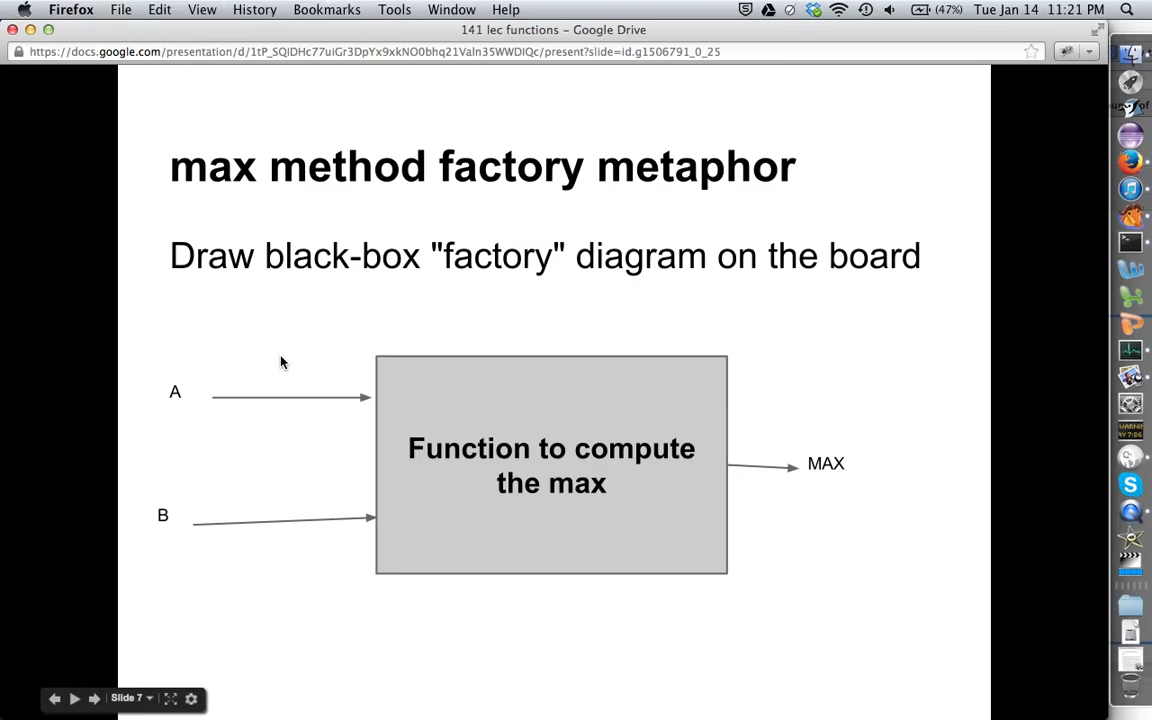 Firefox File Edit View History Bookmarks Tools Window Help (47%) Tue Jan 14 11:21 PM
141 lec functions – Google Drive
https://docs.google.com/presentation/d/1tP_SQlDHc77uiGr3DpYx9xkNO0bhq21Valn35WWDlQc/present?slide=id.g1506791_0_25
max method factory metaphor
Draw black-box "factory" diagram on the board
A
Function to compute
the max
MAX
B
Slide 7